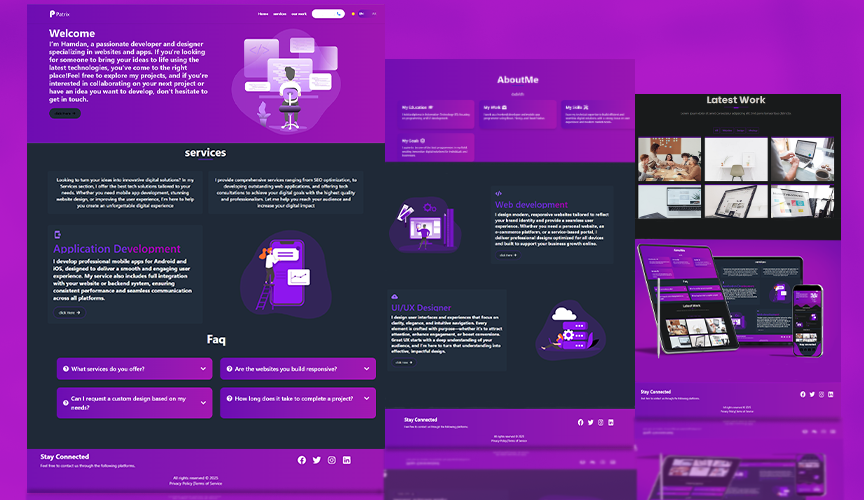 Patrix
Home services our work
Welcome
I'm Hamdan, a passionate developer and designer
specializing in websites and apps. If you're looking
for someone to bring your ideas to life using the
latest technologies, you've come to the right
place!Feel free to explore my projects, and if you're
interested in collaborating on your next project or
have an idea you want to develop, don't hesitate to
get in touch.
services
Looking to turn your ideas into innovative digital solutions? In my
Services section, I offer the best tech solutions tailored to your
needs. Whether you need mobile app development, stunning
website design, or improving the user experience, I'm here to help
you create an unforgettable digital experience
I provide comprehensive services ranging from SEO optimization, to
developing outstanding web applications, and offering tech
consultations to achieve your digital goals with the highest quality
and professionalism. Let me help you reach your audience and
increase your digital impact
Application Development
I develop professional mobile apps for Android and
iOS, designed to deliver a smooth and engaging user
experience. My service also includes full integration
with your website or backend system, ensuring
consistent performance and seamless communication
across all platforms.
click here →
Faq
What services do you offer?
Are the websites you build responsive?
Can I request a custom design based on my
needs?
How long does it take to complete a project?
Stay Connected
Feel free to contact us through the following platforms.
All rights reserved © 2025
Privacy Policy |Terms of Service
AboutMe
My Education
My Work
My Skills
My Goals
Web development
I design modern, responsive websites tailored to reflect
your brand identity and provide a seamless user
experience. Whether you need a personal website, an
e-commerce platform, or a service-based portal, I
deliver professional designs optimized for all devices
and built to support your business growth online.
click here →
UI/UX Desioner
I design user interfaces and experiences that focus on
clarity, elegance, and intuitive navigation. Every
element is crafted with purpose—whether it's to attract
attention, enhance engagement, or boost conversions.
Great UX starts with a deep understanding of your
audience, and I'm here to turn that understanding into
effective, impactful design.
click here →
Stay Connected
Feel free to contact us through the following platforms.
All rights reserved © 2025
Privacy Policy |Terms of Service
Latest Work
Faq
Latest Work
Stay Connected
Feel free to contact us through the following platforms.
All rights reserved © 2025
Privacy Policy |Terms of Service